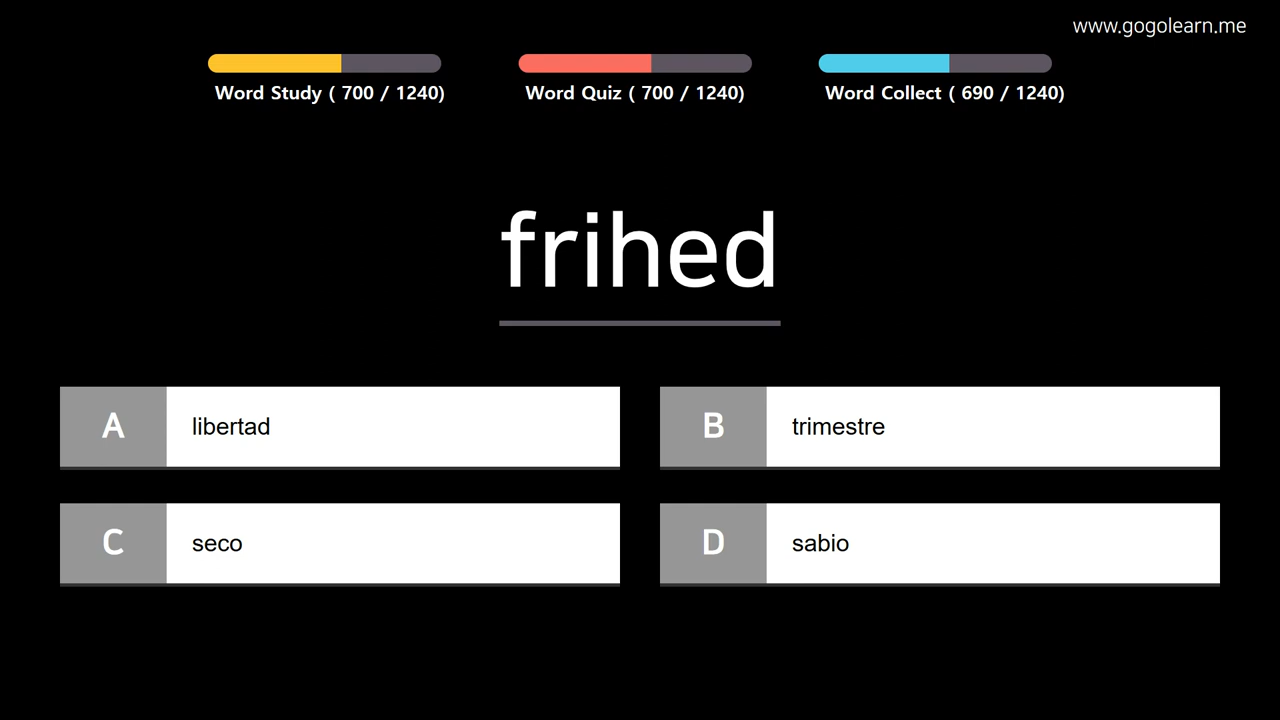 www.gogolearn.me
Word Study ( 700 / 1240)
Word Quiz ( 700 / 1240)
Word Collect ( 690 / 1240)
frihed
A libertad
B trimestre
C seco
D sabio